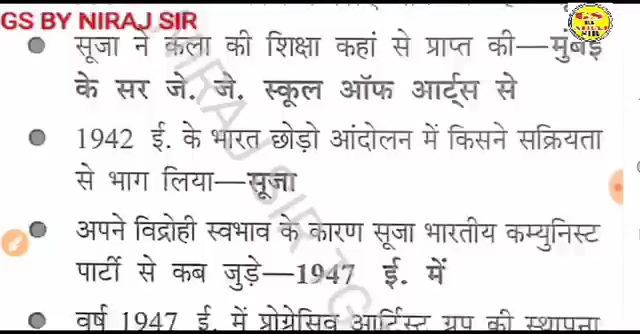 GS BY NIRAJ SIR
सूजा ने कला की शिक्षा कहां से प्राप्त की—मुंबई
के सर जे. जे. स्कूल ऑफ आर्ट्स से
1942 ई. के भारत छोड़ो आंदोलन में किसने सक्रियता
से भाग लिया—सूजा
अपने विद्रोही स्वभाव के कारण सूजा भारतीय कम्युनिस्ट
पार्टी से कब जुड़े—1947 ई. में
वर्ष 1947 ई. में प्रोग्रेसिव आर्टिस्ट ग्रुप की स्थापना